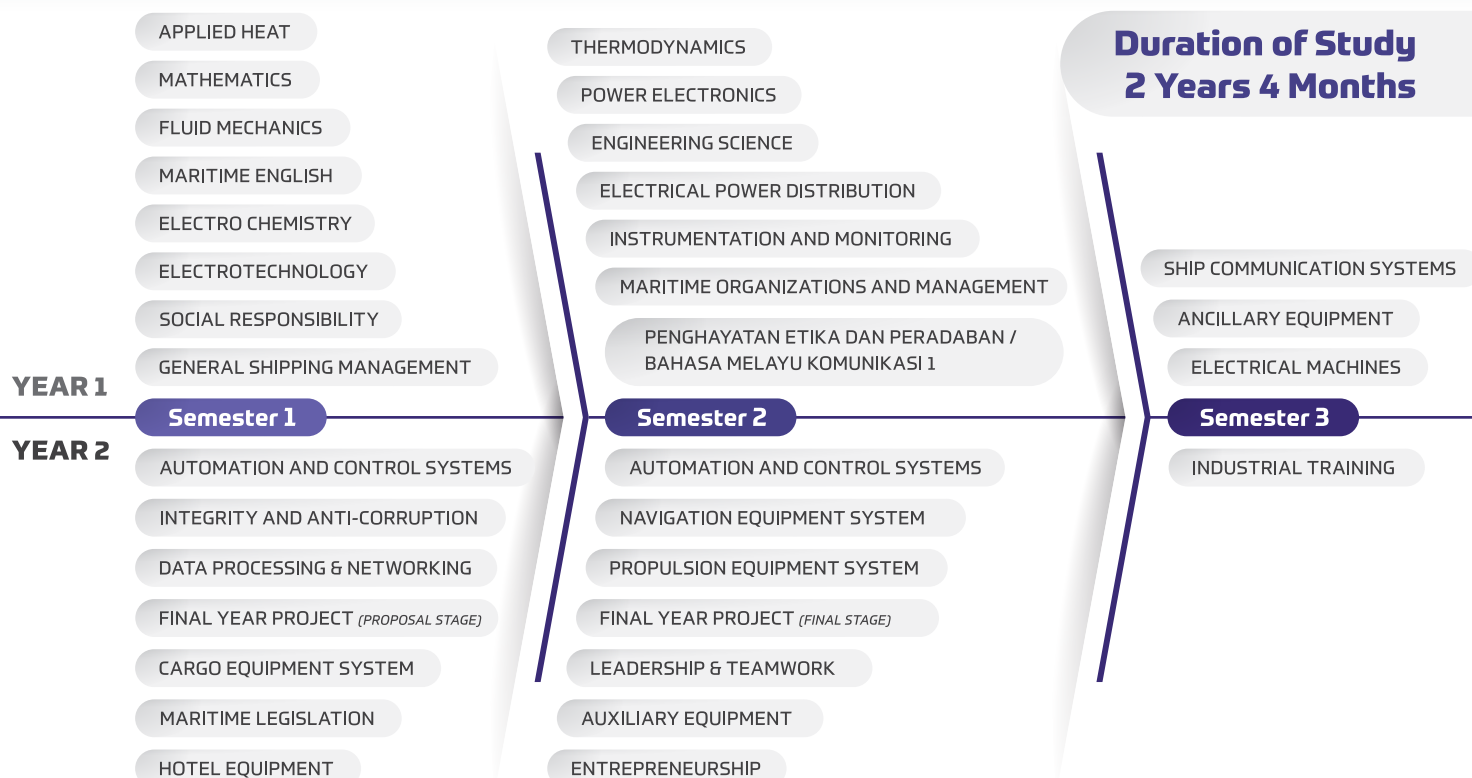 Duration of Study
2 Years 4 Months
YEAR 1
APPLIED HEAT
MATHEMATICS
FLUID MECHANICS
MARITIME ENGLISH
ELECTRO CHEMISTRY
ELECTROTECHNOLOGY
SOCIAL RESPONSIBILITY
GENERAL SHIPPING MANAGEMENT
Semester 1
THERMODYNAMICS
POWER ELECTRONICS
ENGINEERING SCIENCE
ELECTRICAL POWER DISTRIBUTION
INSTRUMENTATION AND MONITORING
MARITIME ORGANIZATIONS AND MANAGEMENT
PENGHAYATAN ETIKA DAN PERADABAN /
BAHASA MELAYU KOMUNIKASI 1
Semester 2
SHIP COMMUNICATION SYSTEMS
ANCILLARY EQUIPMENT
ELECTRICAL MACHINES
Semester 3
YEAR 2
AUTOMATION AND CONTROL SYSTEMS
INTEGRITY AND ANTI-CORRUPTION
DATA PROCESSING & NETWORKING
FINAL YEAR PROJECT (PROPOSAL STAGE)
CARGO EQUIPMENT SYSTEM
MARITIME LEGISLATION
HOTEL EQUIPMENT
AUTOMATION AND CONTROL SYSTEMS
NAVIGATION EQUIPMENT SYSTEM
PROPULSION EQUIPMENT SYSTEM
FINAL YEAR PROJECT (FINAL STAGE)
LEADERSHIP & TEAMWORK
AUXILIARY EQUIPMENT
ENTREPRENEURSHIP
INDUSTRIAL TRAINING